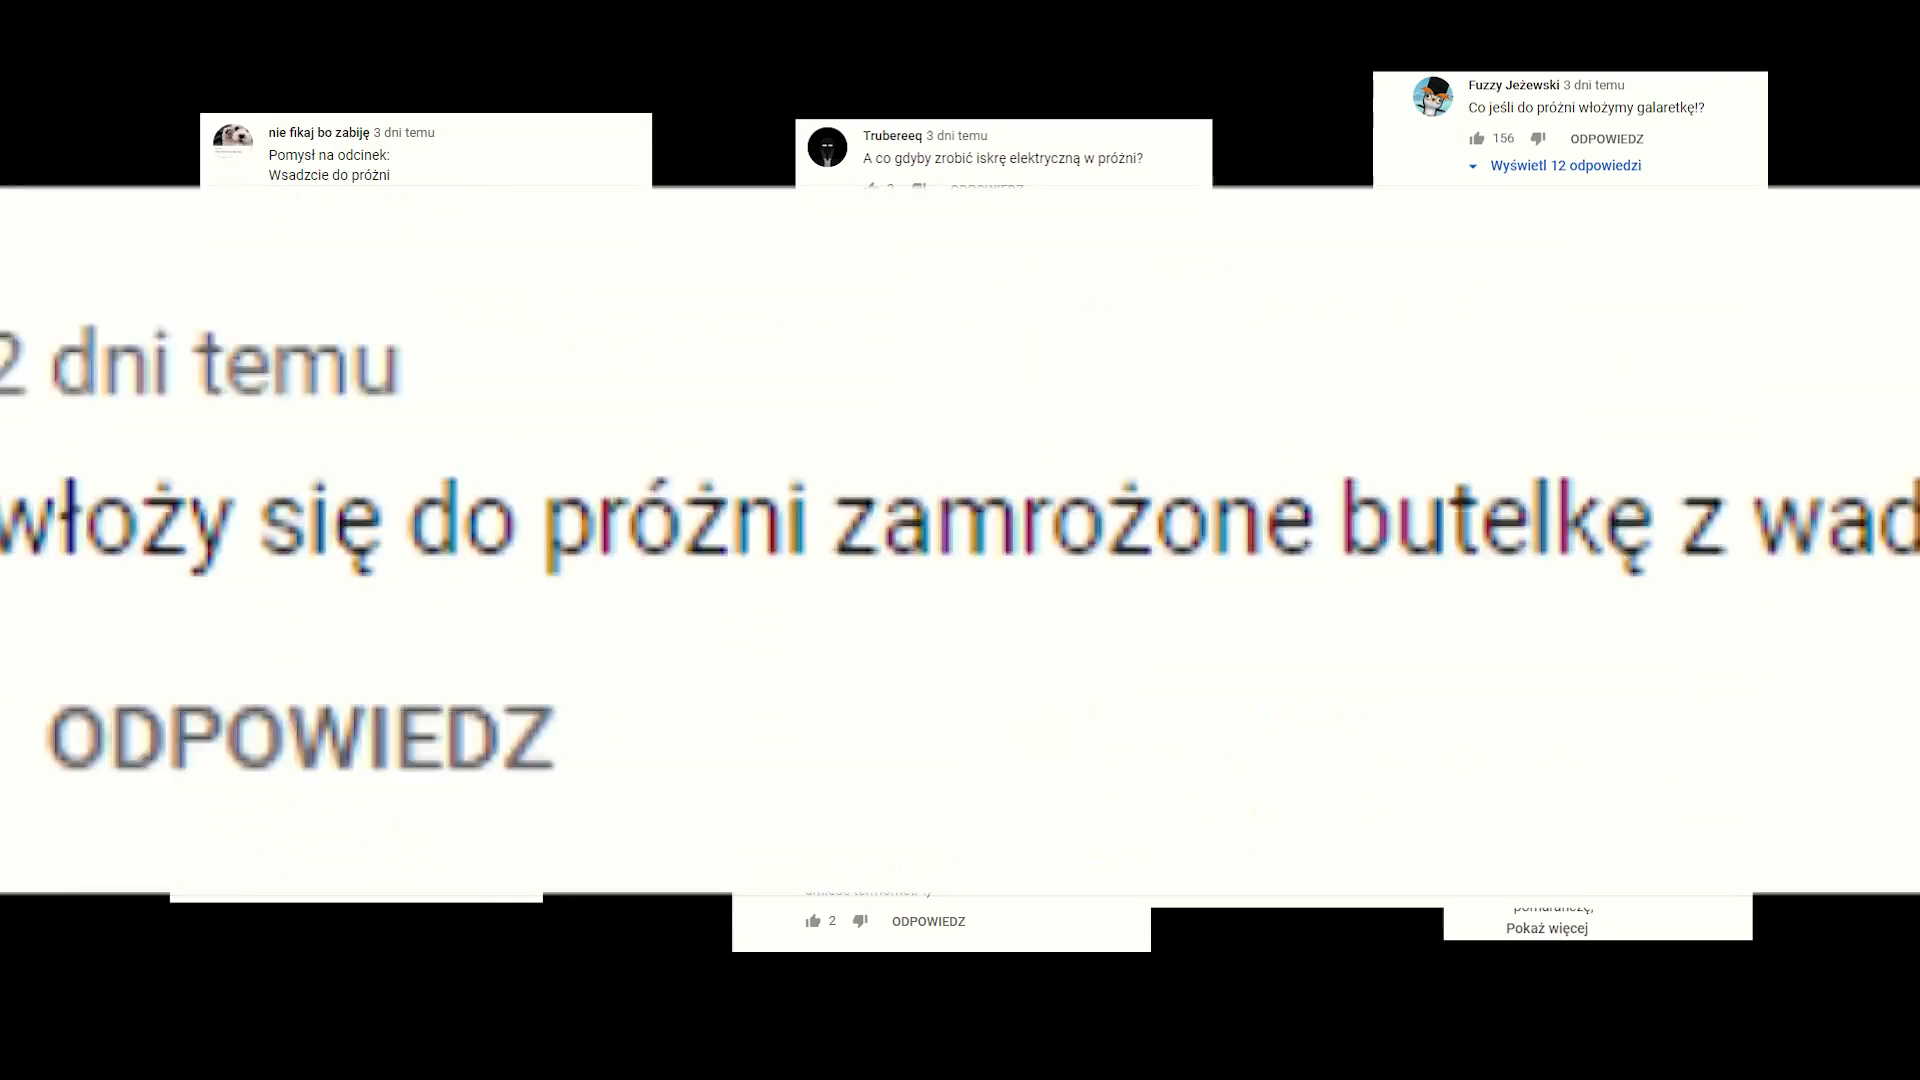 nie fikaj bo zabiję 3 dni temu
Pomysł na odcinek:
Wsadzcie do próżni
Trubereeq 3 dni temu
A co gdyby zrobić iskrę elektryczną w próżni?
ODPOWIEDZ
Fuzzy Jeżewski 3 dni temu
Co jeśli do próżni włożymy galaretkę!?
156 ODPOWIEDZ
Wyświetl 12 odpowiedzi
2 dni temu
włoży się do próżni zamrożone butelkę z wad
ODPOWIEDZ
2 ODPOWIEDZ
Pokaż więcej